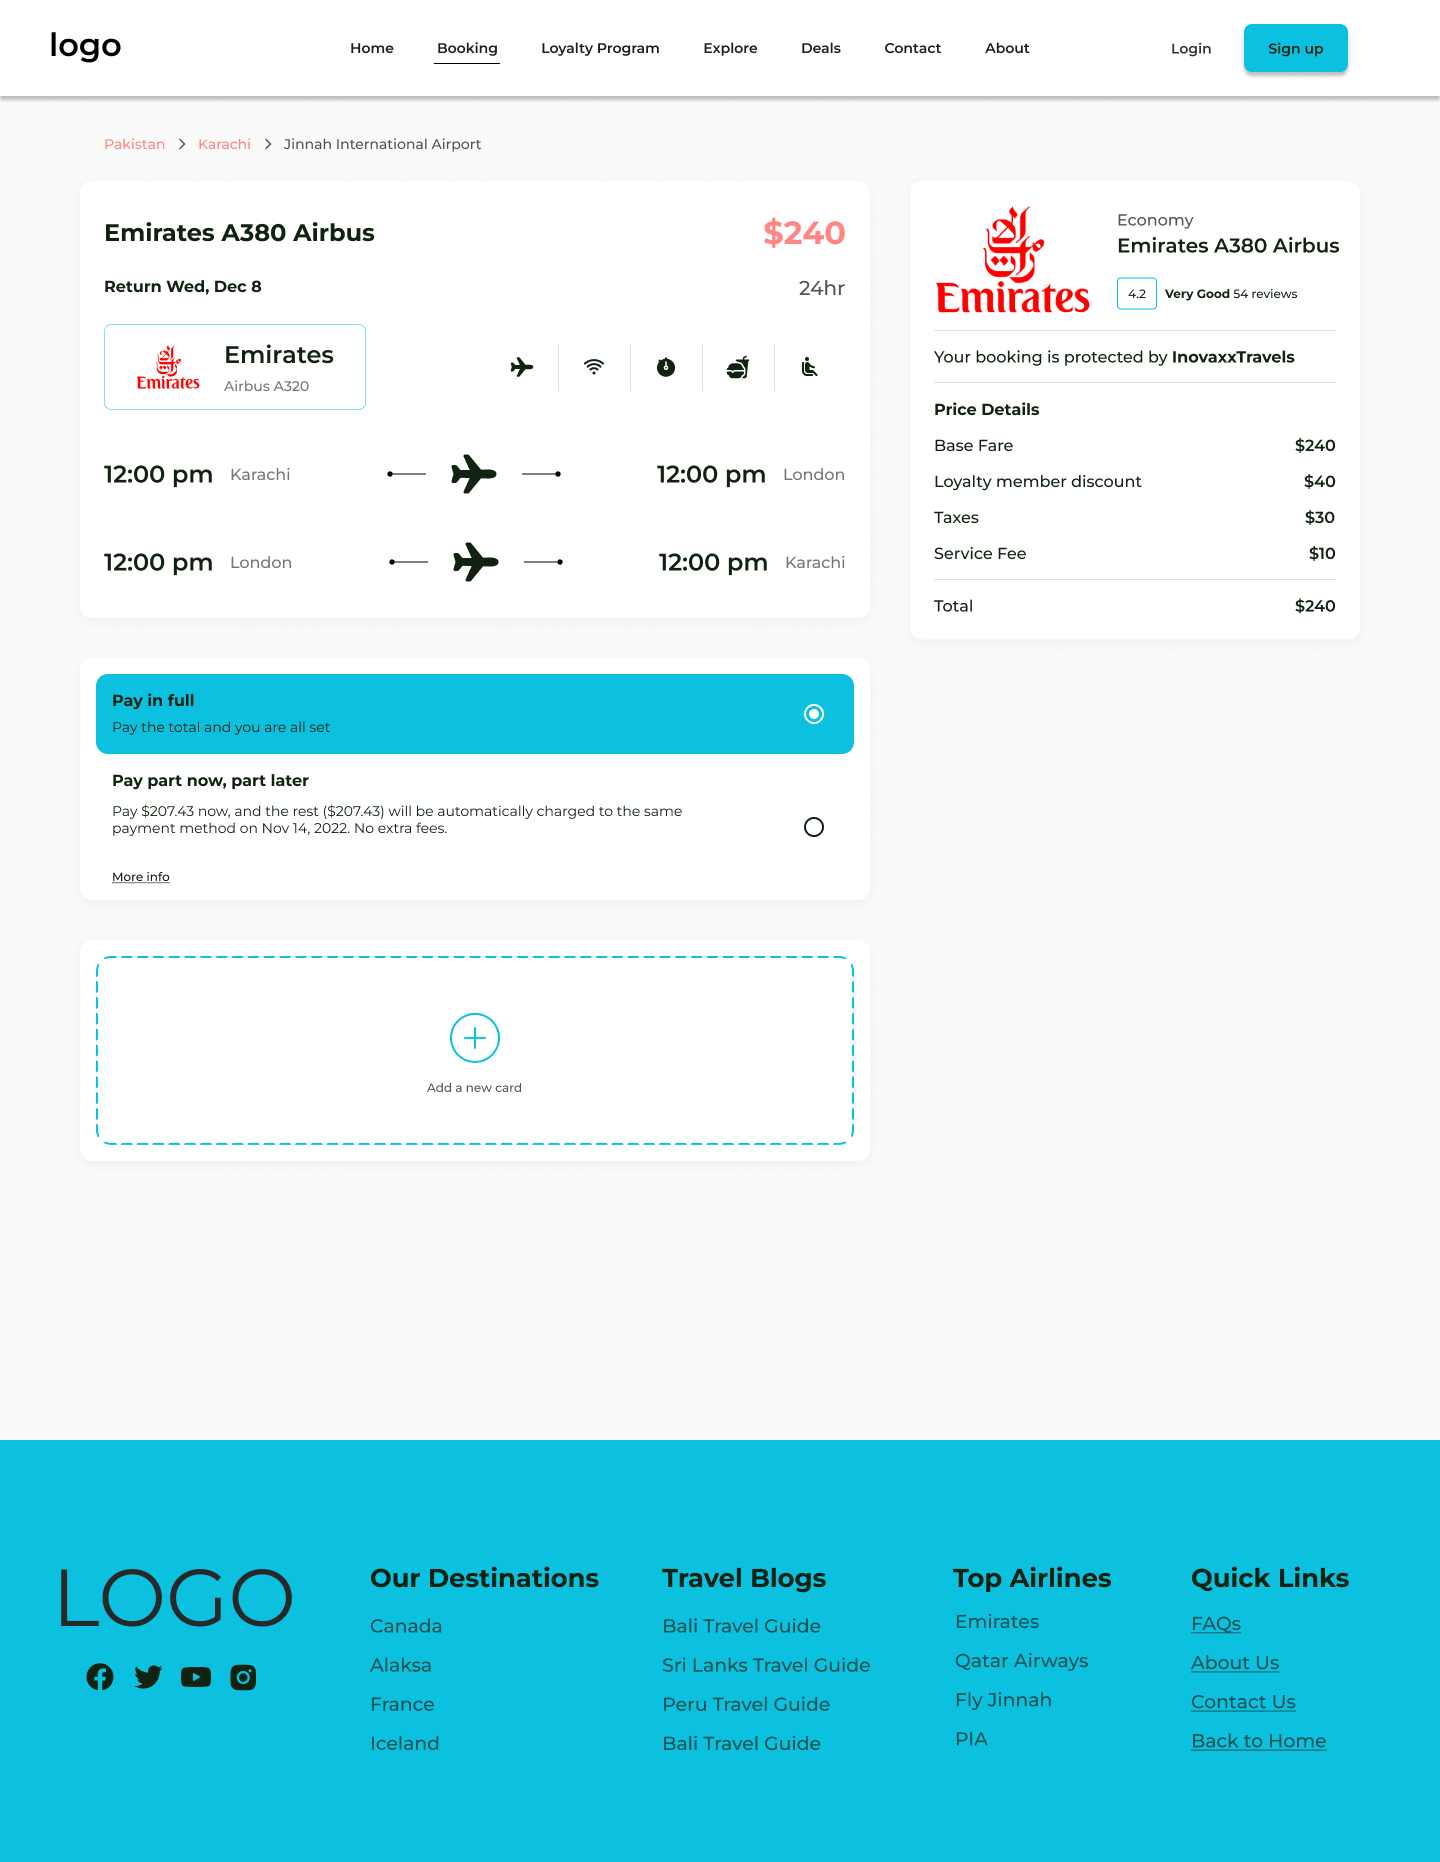 logo
Home Booking Loyalty Program Explore Deals Contact About Login Sign up
Pakistan Karachi Jinnah International Airport
Emirates A380 Airbus $240
Return Wed, Dec 8 24hr
Emirates
Emirates
Airbus A320
12:00 pm Karachi 12:00 pm London
12:00 pm London 12:00 pm Karachi
Emirates
Economy
Emirates A380 Airbus
4.2 Very Good 54 reviews
Your booking is protected by InovaxxTravels
Price Details
Base Fare $240
Loyalty member discount $40
Taxes $30
Service Fee $10
Total $240
Pay in full
Pay the total and you are all set
Pay part now, part later
Pay $207.43 now, and the rest ($207.43) will be automatically charged to the same
payment method on Nov 14, 2022. No extra fees.
More info
Add a new card
LOGO
Our Destinations
Canada
Alaksa
France
Iceland
Travel Blogs
Bali Travel Guide
Sri Lanks Travel Guide
Peru Travel Guide
Bali Travel Guide
Top Airlines
Emirates
Qatar Airways
Fly Jinnah
PIA
Quick Links
FAQs
About Us
Contact Us
Back to Home